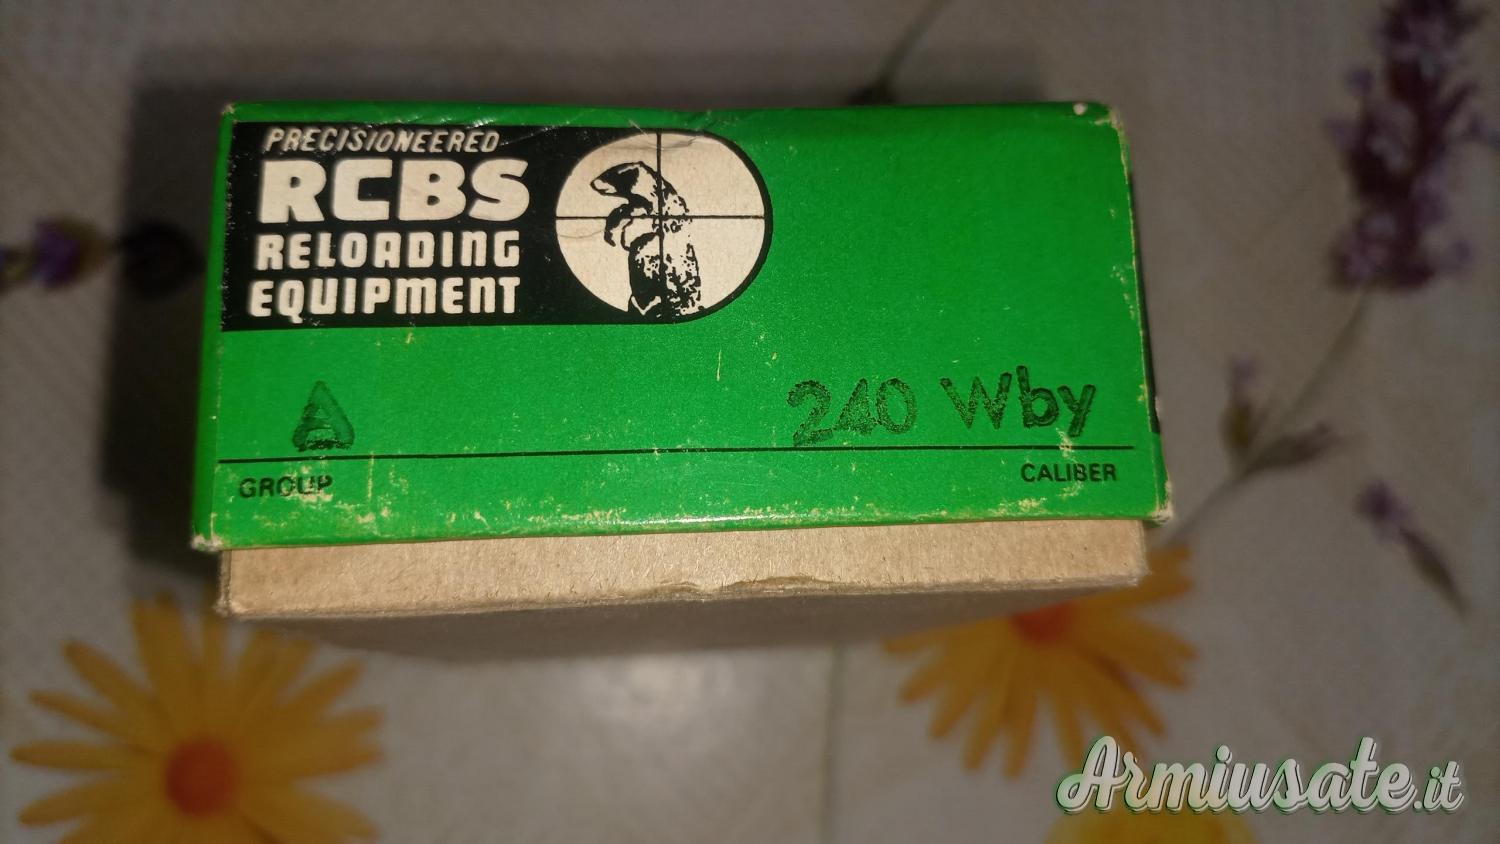 PRECISIONEERED
RCBS
RELOADING
EQUIPMENT
A
240 Wby
GROUP
CALIBER
Armiusate.it